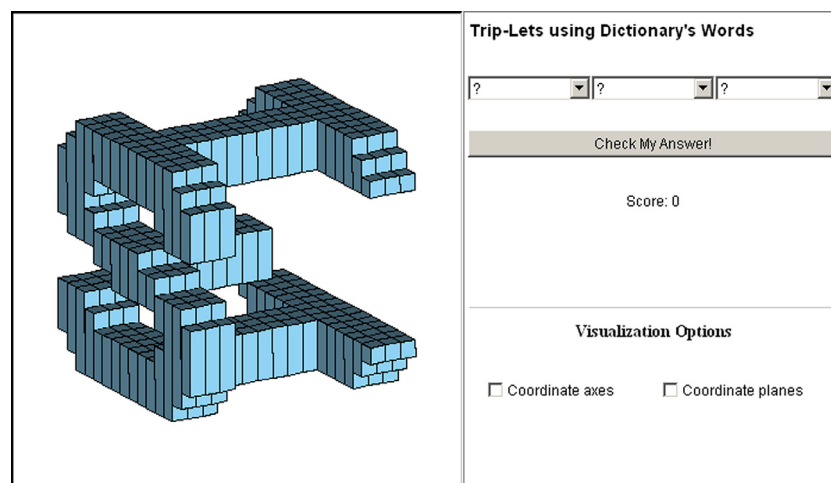 Trip-Lets using Dictionary's Words
? ? ?
Check My Answer!
Score: 0
Visualization Options
Coordinate axes Coordinate planes